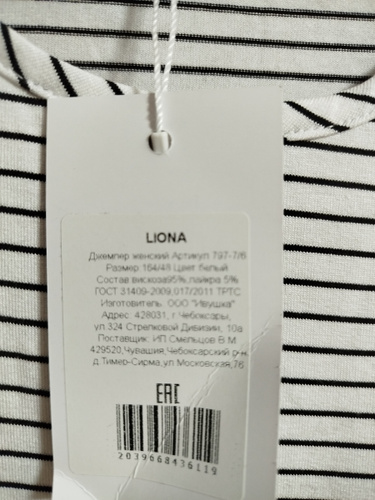 LIONA
Джемпер женский Артикул 797-7/6
Размер 164/48 Цвет белый
Состав вискоза95%,лайкра 5%
ГОСТ 31409-2009,017/2011 ТРТС
Изготовитель: ООО "Ивушка"
Адрес: 428031, г.Чебоксары,
ул.324 Стрелковой Дивизии, 10а
Поставщик: ИП Смельцов В.М.
429520,Чувашия,Чебоксарский р-н,
д.Тимер-Сирма,ул.Московская,76
EAC
2039668436119